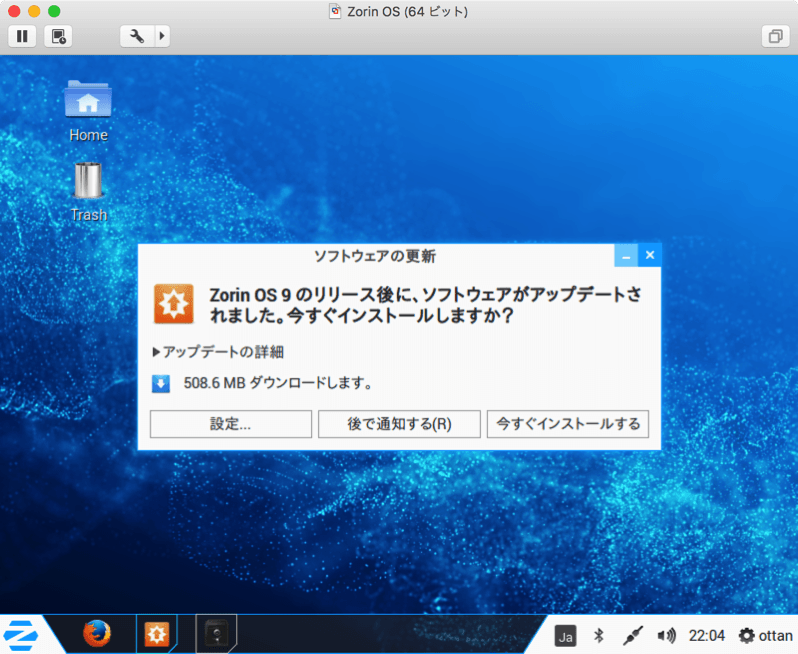 Zorin OS (64 ビット)
Home
Trash
ソフトウェアの更新
Zorin OS 9 のリリース後に、ソフトウェアがアップデートさ
れました。今すぐインストールしますか?
アップデートの詳細
508.6 MB ダウンロードします。
設定...
後で通知する(R)
今すぐインストールする
Ja
22:04
ottan